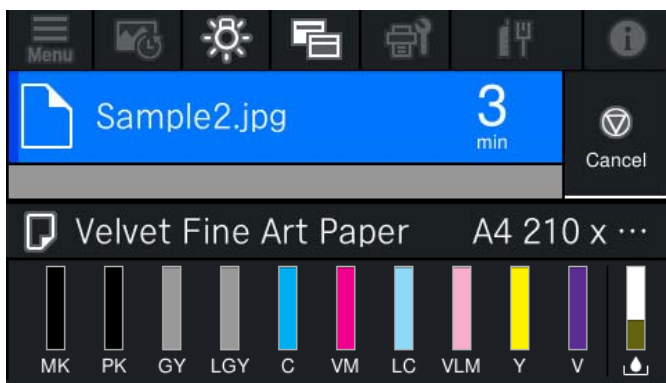 Menu
Sample2.jpg
3
min
Cancel
Velvet Fine Art Paper A4 210 x ⋯
MK PK GY LGY C VM LC VLM Y V